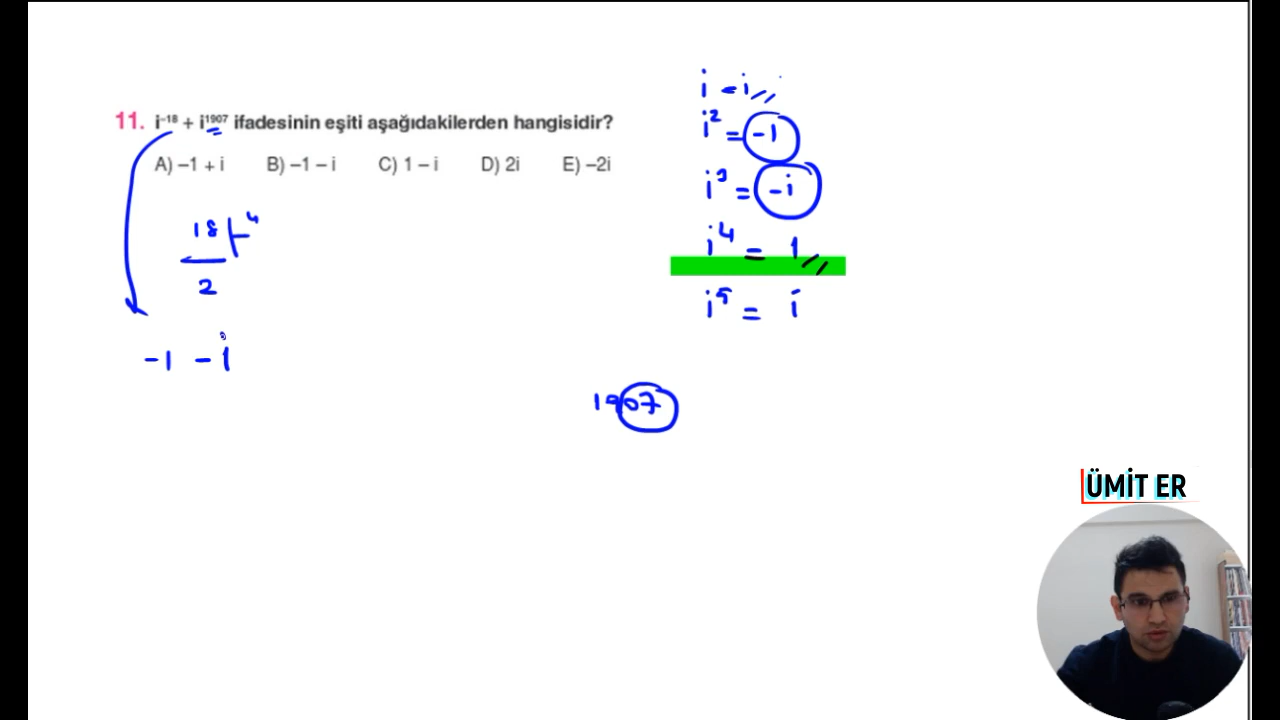 11. i⁻¹⁸ + i¹⁹⁰⁷ ifadesinin eşiti aşağıdakilerden hangisidir?
A) −1 + i B) −1 − i C) 1 − i D) 2i E) −2i
18 4
2
-1 -i
i = i
i² = -1
i³ = -i
i⁴ = 1
i⁵ = i
1907
ÜMİT ER